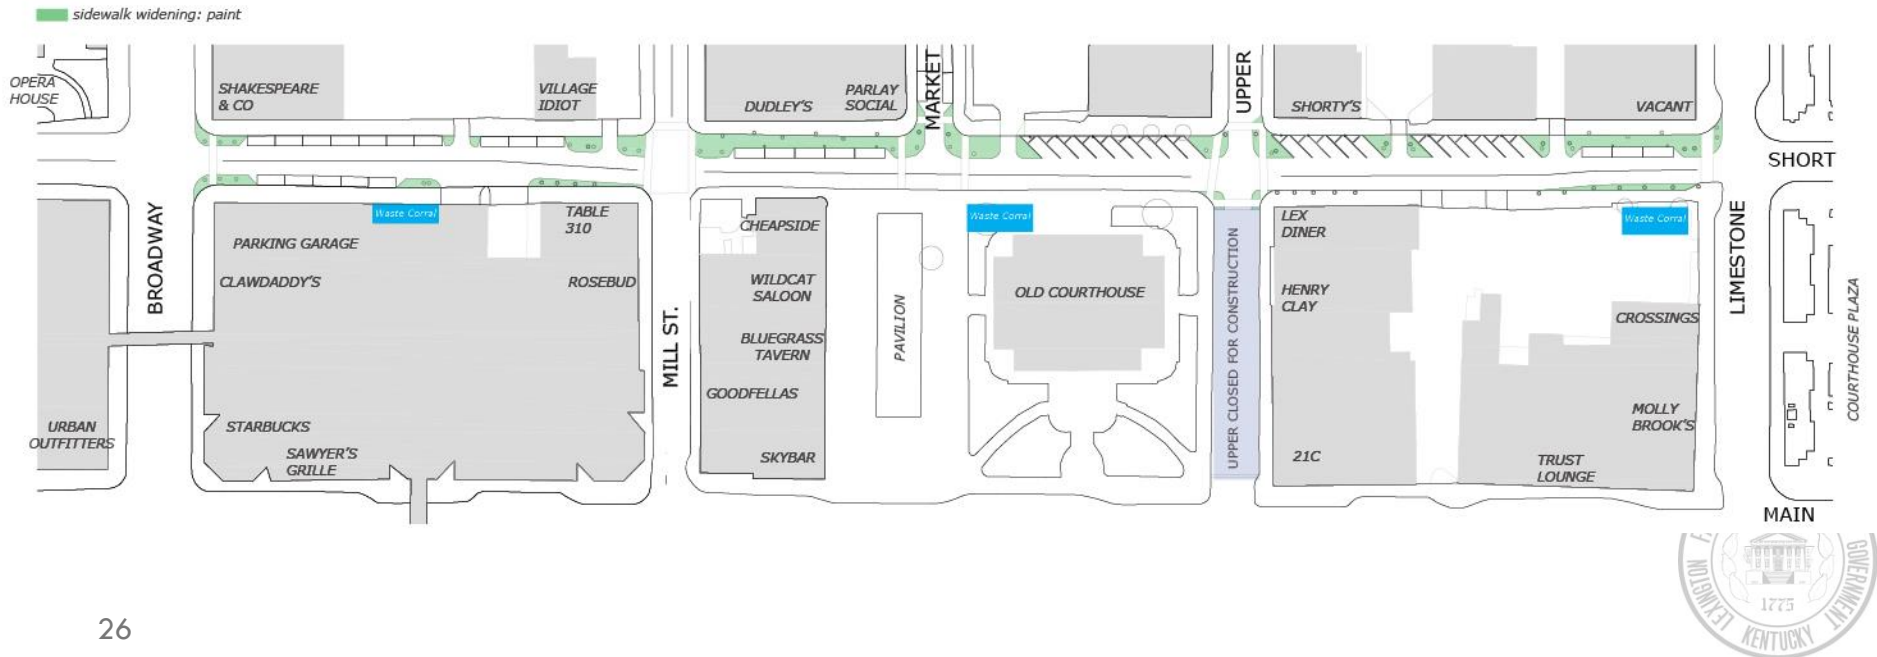 sidewalk widening: paint
OPERA
HOUSE
SHAKESPEARE
& CO
VILLAGE
IDIOT
DUDLEY'S
PARLAY
SOCIAL
MARKET
UPPER
SHORTY'S
VACANT
SHORT
BROADWAY
Waste Corral
PARKING GARAGE
CLAWDADDY'S
TABLE
310
ROSEBUD
MILL ST.
CHEAPSIDE
WILDCAT
SALOON
BLUEGRASS
TAVERN
GOODFELLAS
SKYBAR
PAVILION
Waste Corral
OLD COURTHOUSE
UPPER CLOSED FOR CONSTRUCTION
LEX
DINER
HENRY
CLAY
21C
Waste Corral
CROSSINGS
MOLLY
BROOK'S
TRUST
LOUNGE
LIMESTONE
COURTHOUSE PLAZA
URBAN
OUTFITTERS
STARBUCKS
SAWYER'S
GRILLE
MAIN
LEXINGTON
GOVERNMENT
1775
KENTUCKY
26